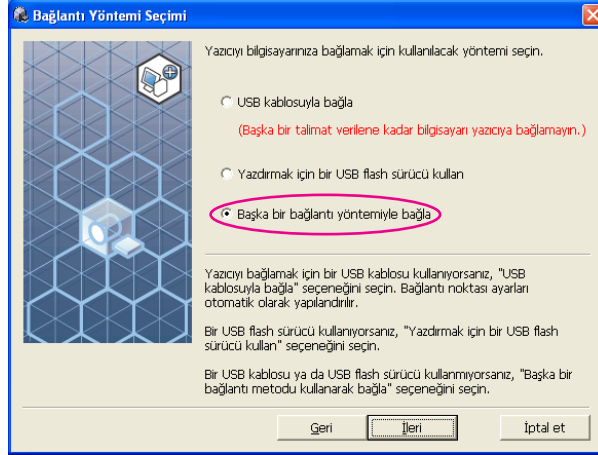 Bağlantı Yöntemi Seçimi
Yazıcıyı bilgisayarınıza bağlamak için kullanılacak yöntemi seçin.
USB kablosuyla bağla
(Başka bir talimat verilene kadar bilgisayarı yazıcıya bağlamayın.)
Yazdırmak için bir USB flash sürücü kullan
Başka bir bağlantı yöntemiyle bağla
Yazıcıyı bağlamak için bir USB kablosu kullanıyorsanız, "USB
kablosuyla bağla" seçeneğini seçin. Bağlantı noktası ayarları
otomatik olarak yapılandırılır.
Bir USB flash sürücü kullanıyorsanız, "Yazdırmak için bir USB flash
sürücü kullan" seçeneğini seçin.
Bir USB kablosu ya da USB flash sürücü kullanmıyorsanız, "Başka bir
bağlantı metodu kullanarak bağla" seçeneğini seçin.
Geri İleri İptal et